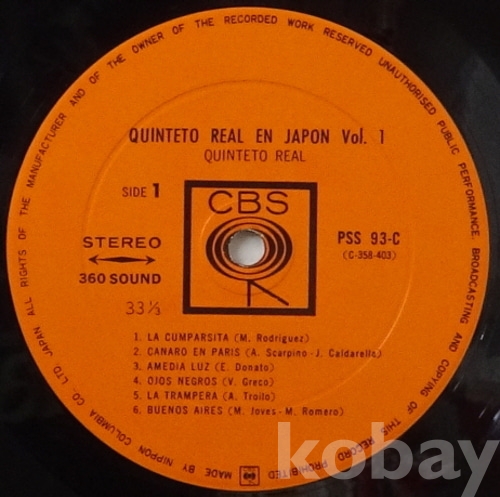 ALL RIGHTS OF THE MANUFACTURER AND OF THE OWNER OF THE RECORDED WORK RESERVED UNAUTHORISED PUBLIC PERFORMANCE. BROADCASTING AND COPYING OF THIS RECORD PROHIBITED
MADE BY NIPPON COLUMBIA CO. LTD. JAPAN
QUINTETO REAL EN JAPON Vol. 1
QUINTETO REAL
SIDE 1
CBS
STEREO
360 SOUND
33⅓
PSS 93-C
(C-358-403)
1. LA CUMPARSITA (M. Rodriguez)
2. CANARO EN PARIS (A. Scarpino - J. Caldarella)
3. AMEDIA LUZ (E. Donato)
4. OJOS NEGROS (V. Greco)
5. LA TRAMPERA (A. Troilo)
6. BUENOS AIRES (M. Joves - M. Romero)
kobay